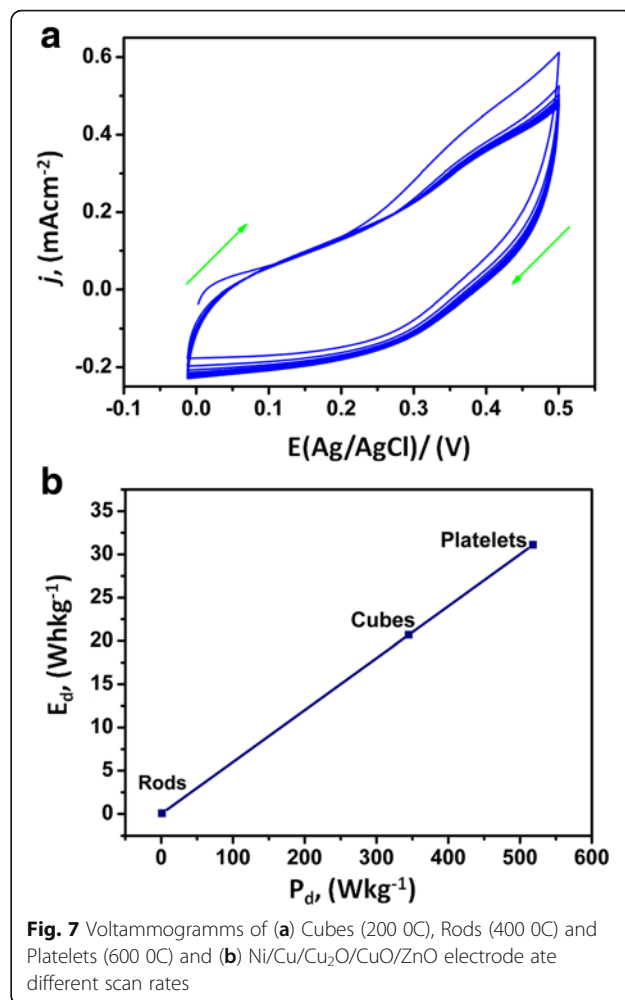 a
0.6
0.4
0.2
0.0
-0.2
j, (mAcm⁻²)
-0.1 0.0 0.1 0.2 0.3 0.4 0.5
E(Ag/AgCl)/ (V)
b
35
30
25
20
15
10
5
0
E_d, (Whkg⁻¹)
Platelets
Cubes
Rods
0 100 200 300 400 500 600
P_d, (Wkg⁻¹)
Fig. 7 Voltammogramms of (a) Cubes (200 0C), Rods (400 0C) and
Platelets (600 0C) and (b) Ni/Cu/Cu₂O/CuO/ZnO electrode ate
different scan rates